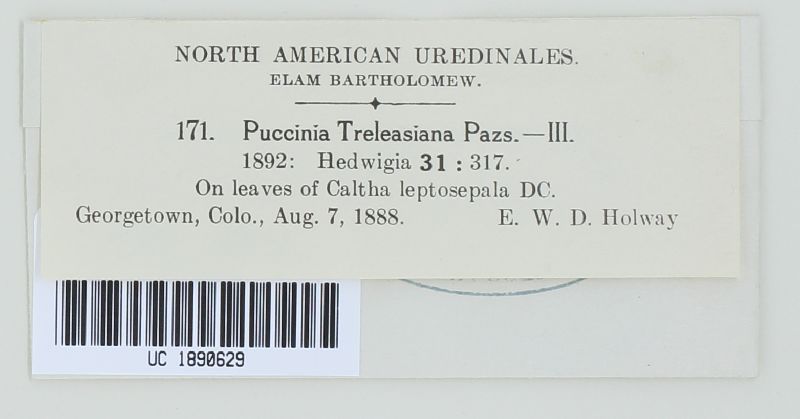 NORTH AMERICAN UREDINALES.
ELAM BARTHOLOMEW.
171. Puccinia Treleasiana Pazs.—III.
1892: Hedwigia 31 : 317.
On leaves of Caltha leptosepala DC.
Georgetown, Colo., Aug. 7, 1888. E. W. D. Holway
UC 1890629